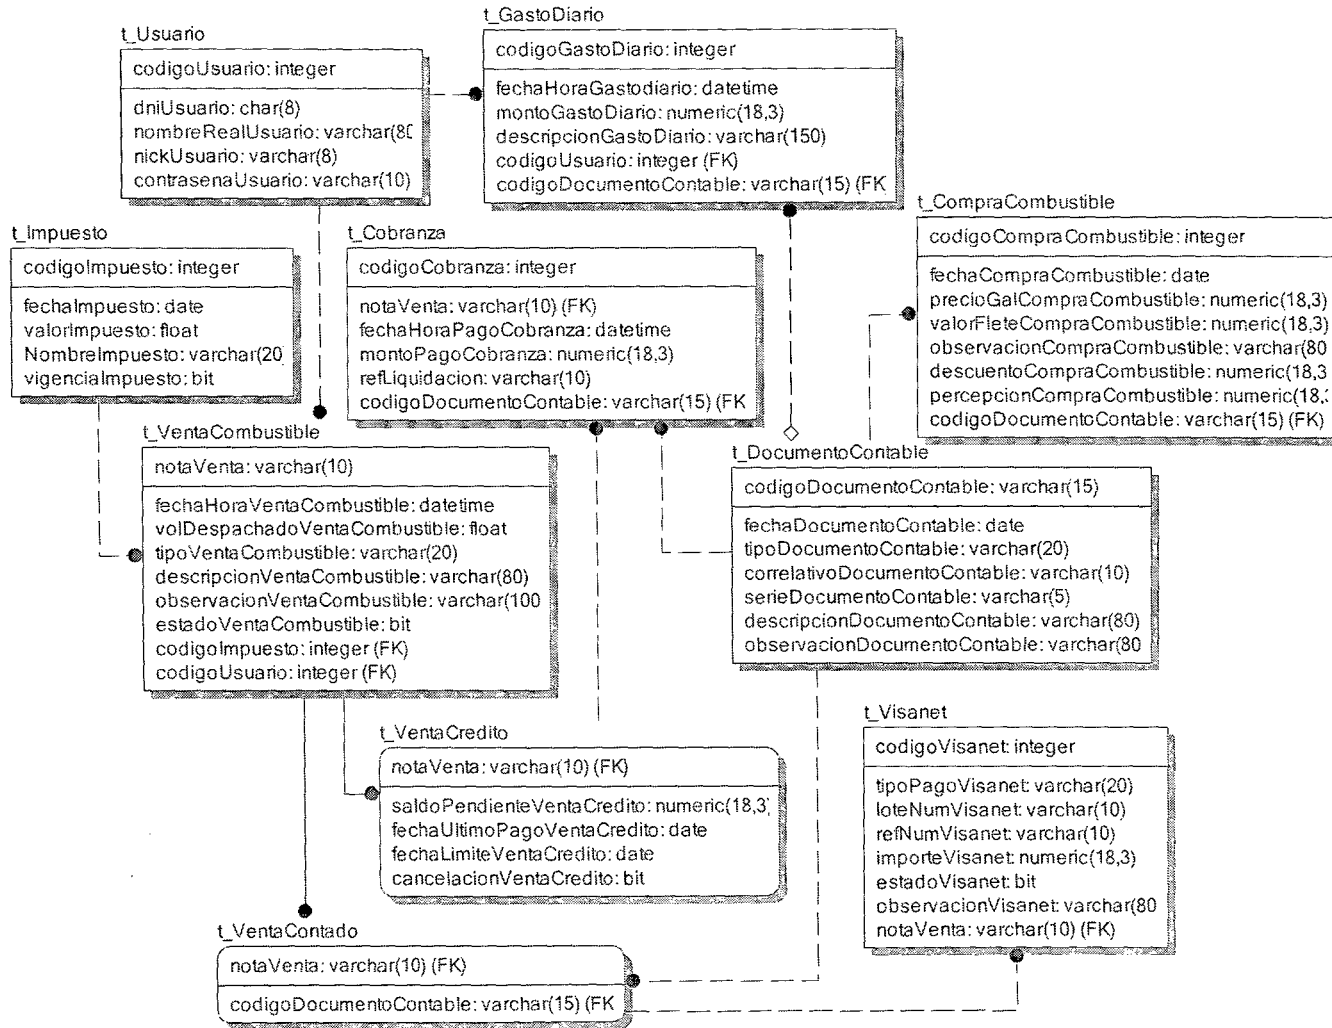 t_Usuario
codigoUsuario: integer
dniUsuario: char(8)
nombreRealUsuario: varchar(80
nickUsuario: varchar(8)
contrasenaUsuario: varchar(10)
t_GastoDiario
codigoGastoDiario: integer
fechaHoraGastodiario: datetime
montoGastoDiario: numeric(18,3)
descripcionGastoDiario: varchar(150)
codigoUsuario: integer (FK)
codigoDocumentoContable: varchar(15) (FK
t_CompraCombustible
codigoCompraCombustible: integer
fechaCompraCombustible: date
precioGalCompraCombustible: numeric(18,3)
valorFleteCompraCombustible: numeric(18,3)
observacionCompraCombustible: varchar(80
descuentoCompraCombustible: numeric(18,3
percepcionCompraCombustible: numeric(18,3
codigoDocumentoContable: varchar(15) (FK)
t_Impuesto
codigoImpuesto: integer
fechaImpuesto: date
valorImpuesto: float
NombreImpuesto: varchar(20
vigenciaImpuesto: bit
t_Cobranza
codigoCobranza: integer
notaVenta: varchar(10) (FK)
fechaHoraPagoCobranza: datetime
montoPagoCobranza: numeric(18,3)
refLiquidacion: varchar(10)
codigoDocumentoContable: varchar(15) (FK
t_VentaCombustible
notaVenta: varchar(10)
fechaHoraVentaCombustible: datetime
volDespachadoVentaCombustible: float
tipoVentaCombustible: varchar(20)
descripcionVentaCombustible: varchar(80)
observacionVentaCombustible: varchar(100
estadoVentaCombustible: bit
codigoImpuesto: integer (FK)
codigoUsuario: integer (FK)
t_DocumentoContable
codigoDocumentoContable: varchar(15)
fechaDocumentoContable: date
tipoDocumentoContable: varchar(20)
correlativoDocumentoContable: varchar(10)
serieDocumentoContable: varchar(5)
descripcionDocumentoContable: varchar(80)
observacionDocumentoContable: varchar(80
t_VentaCredito
notaVenta: varchar(10) (FK)
saldoPendienteVentaCredito: numeric(18,3)
fechaUltimoPagoVentaCredito: date
fechaLimiteVentaCredito: date
cancelacionVentaCredito: bit
t_Visanet
codigoVisanet: integer
tipoPagoVisanet: varchar(20)
loteNumVisanet: varchar(10)
refNumVisanet: varchar(10)
importeVisanet: numeric(18,3)
estadoVisanet: bit
observacionVisanet: varchar(80
notaVenta: varchar(10) (FK)
t_VentaContado
notaVenta: varchar(10) (FK)
codigoDocumentoContable: varchar(15) (FK